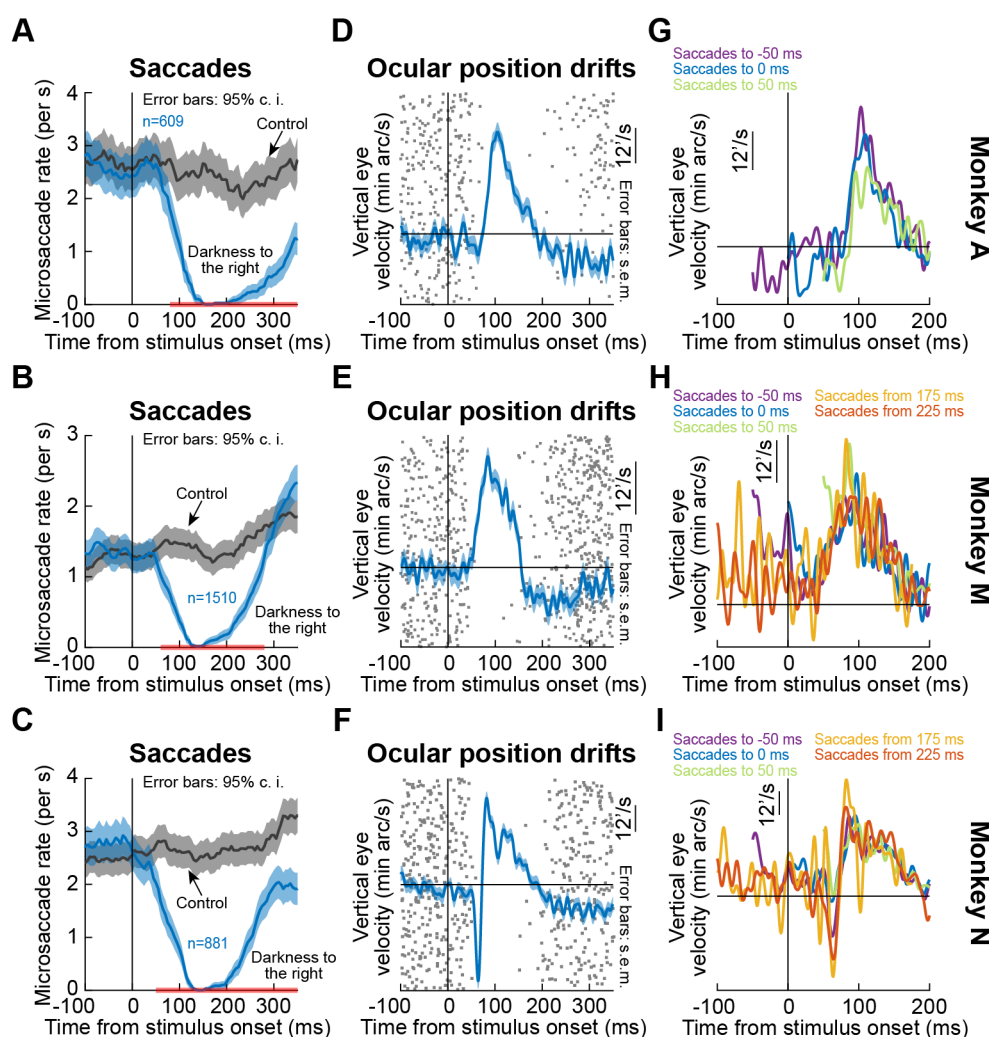 A
Saccades
Error bars: 95% c. i.
n=609
Control
Darkness to
the right
Microsaccade rate (per s)
4
3
2
1
0
-100 0 100 200 300
Time from stimulus onset (ms)
D
Ocular position drifts
Vertical eye
velocity (min arc/s)
12'/s
Error bars: s.e.m.
-100 0 100 200 300
Time from stimulus onset (ms)
G
Saccades to -50 ms
Saccades to 0 ms
Saccades to 50 ms
12'/s
Vertical eye
velocity (min arc/s)
-100 0 100 200
Time from stimulus onset (ms)
Monkey A
B
Saccades
Error bars: 95% c. i.
Control
n=1510
Darkness to
the right
Microsaccade rate (per s)
3
2
1
0
-100 0 100 200 300
Time from stimulus onset (ms)
E
Ocular position drifts
Vertical eye
velocity (min arc/s)
12'/s
Error bars: s.e.m.
-100 0 100 200 300
Time from stimulus onset (ms)
H
Saccades to -50 ms
Saccades to 0 ms
Saccades to 50 ms
Saccades from 175 ms
Saccades from 225 ms
12'/s
Vertical eye
velocity (min arc/s)
-100 0 100 200
Time from stimulus onset (ms)
Monkey M
C
Saccades
Error bars: 95% c. i.
Control
n=881
Darkness to
the right
Microsaccade rate (per s)
4
3
2
1
0
-100 0 100 200 300
Time from stimulus onset (ms)
F
Ocular position drifts
Vertical eye
velocity (min arc/s)
12'/s
Error bars: s.e.m.
-100 0 100 200 300
Time from stimulus onset (ms)
I
Saccades to -50 ms
Saccades to 0 ms
Saccades to 50 ms
Saccades from 175 ms
Saccades from 225 ms
12'/s
Vertical eye
velocity (min arc/s)
-100 0 100 200
Time from stimulus onset (ms)
Monkey N